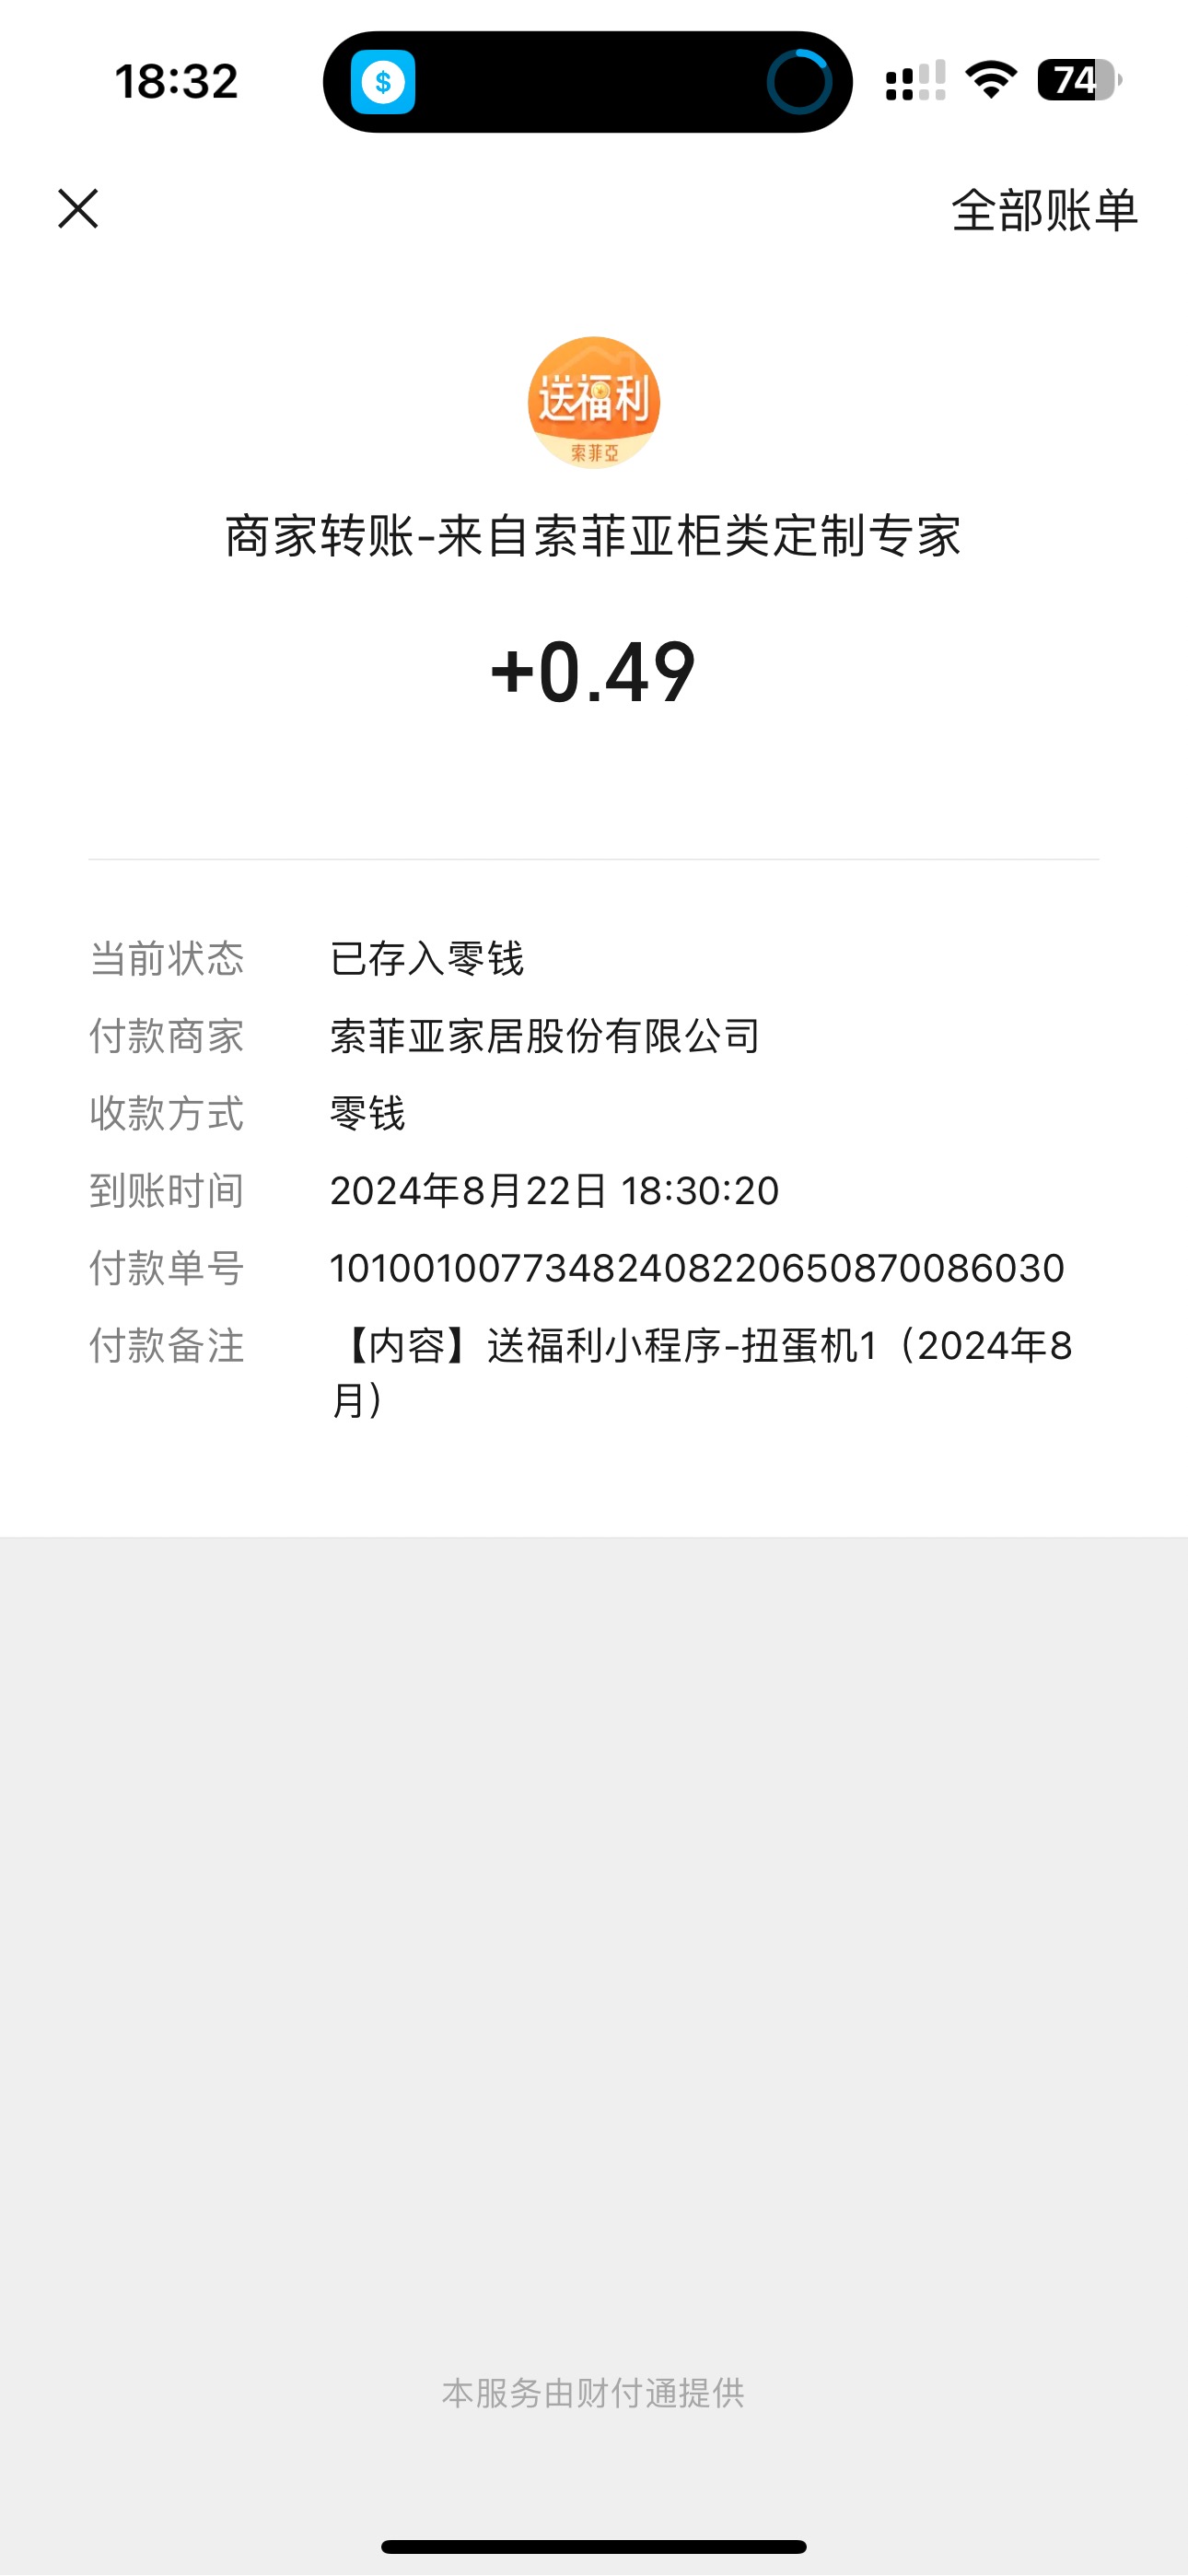 18:32
$
74
全部账单
送福利
索菲亞
商家转账-来自索菲亚柜类定制专家
+0.49
当前状态 已存入零钱
付款商家 索菲亚家居股份有限公司
收款方式 零钱
到账时间 2024年8月22日 18:30:20
付款单号 10100100773482408220650870086030
付款备注 【内容】送福利小程序-扭蛋机1（2024年8
月）
本服务由财付通提供